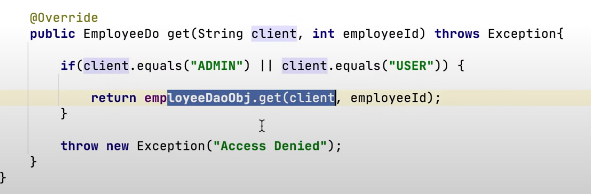 @Override
public EmployeeDo get(String client, int employeeId) throws Exception{
if(client.equals("ADMIN") || client.equals("USER")) {
return employeeDaoObj.get(client, employeeId);
}
throw new Exception("Access Denied");
}
}